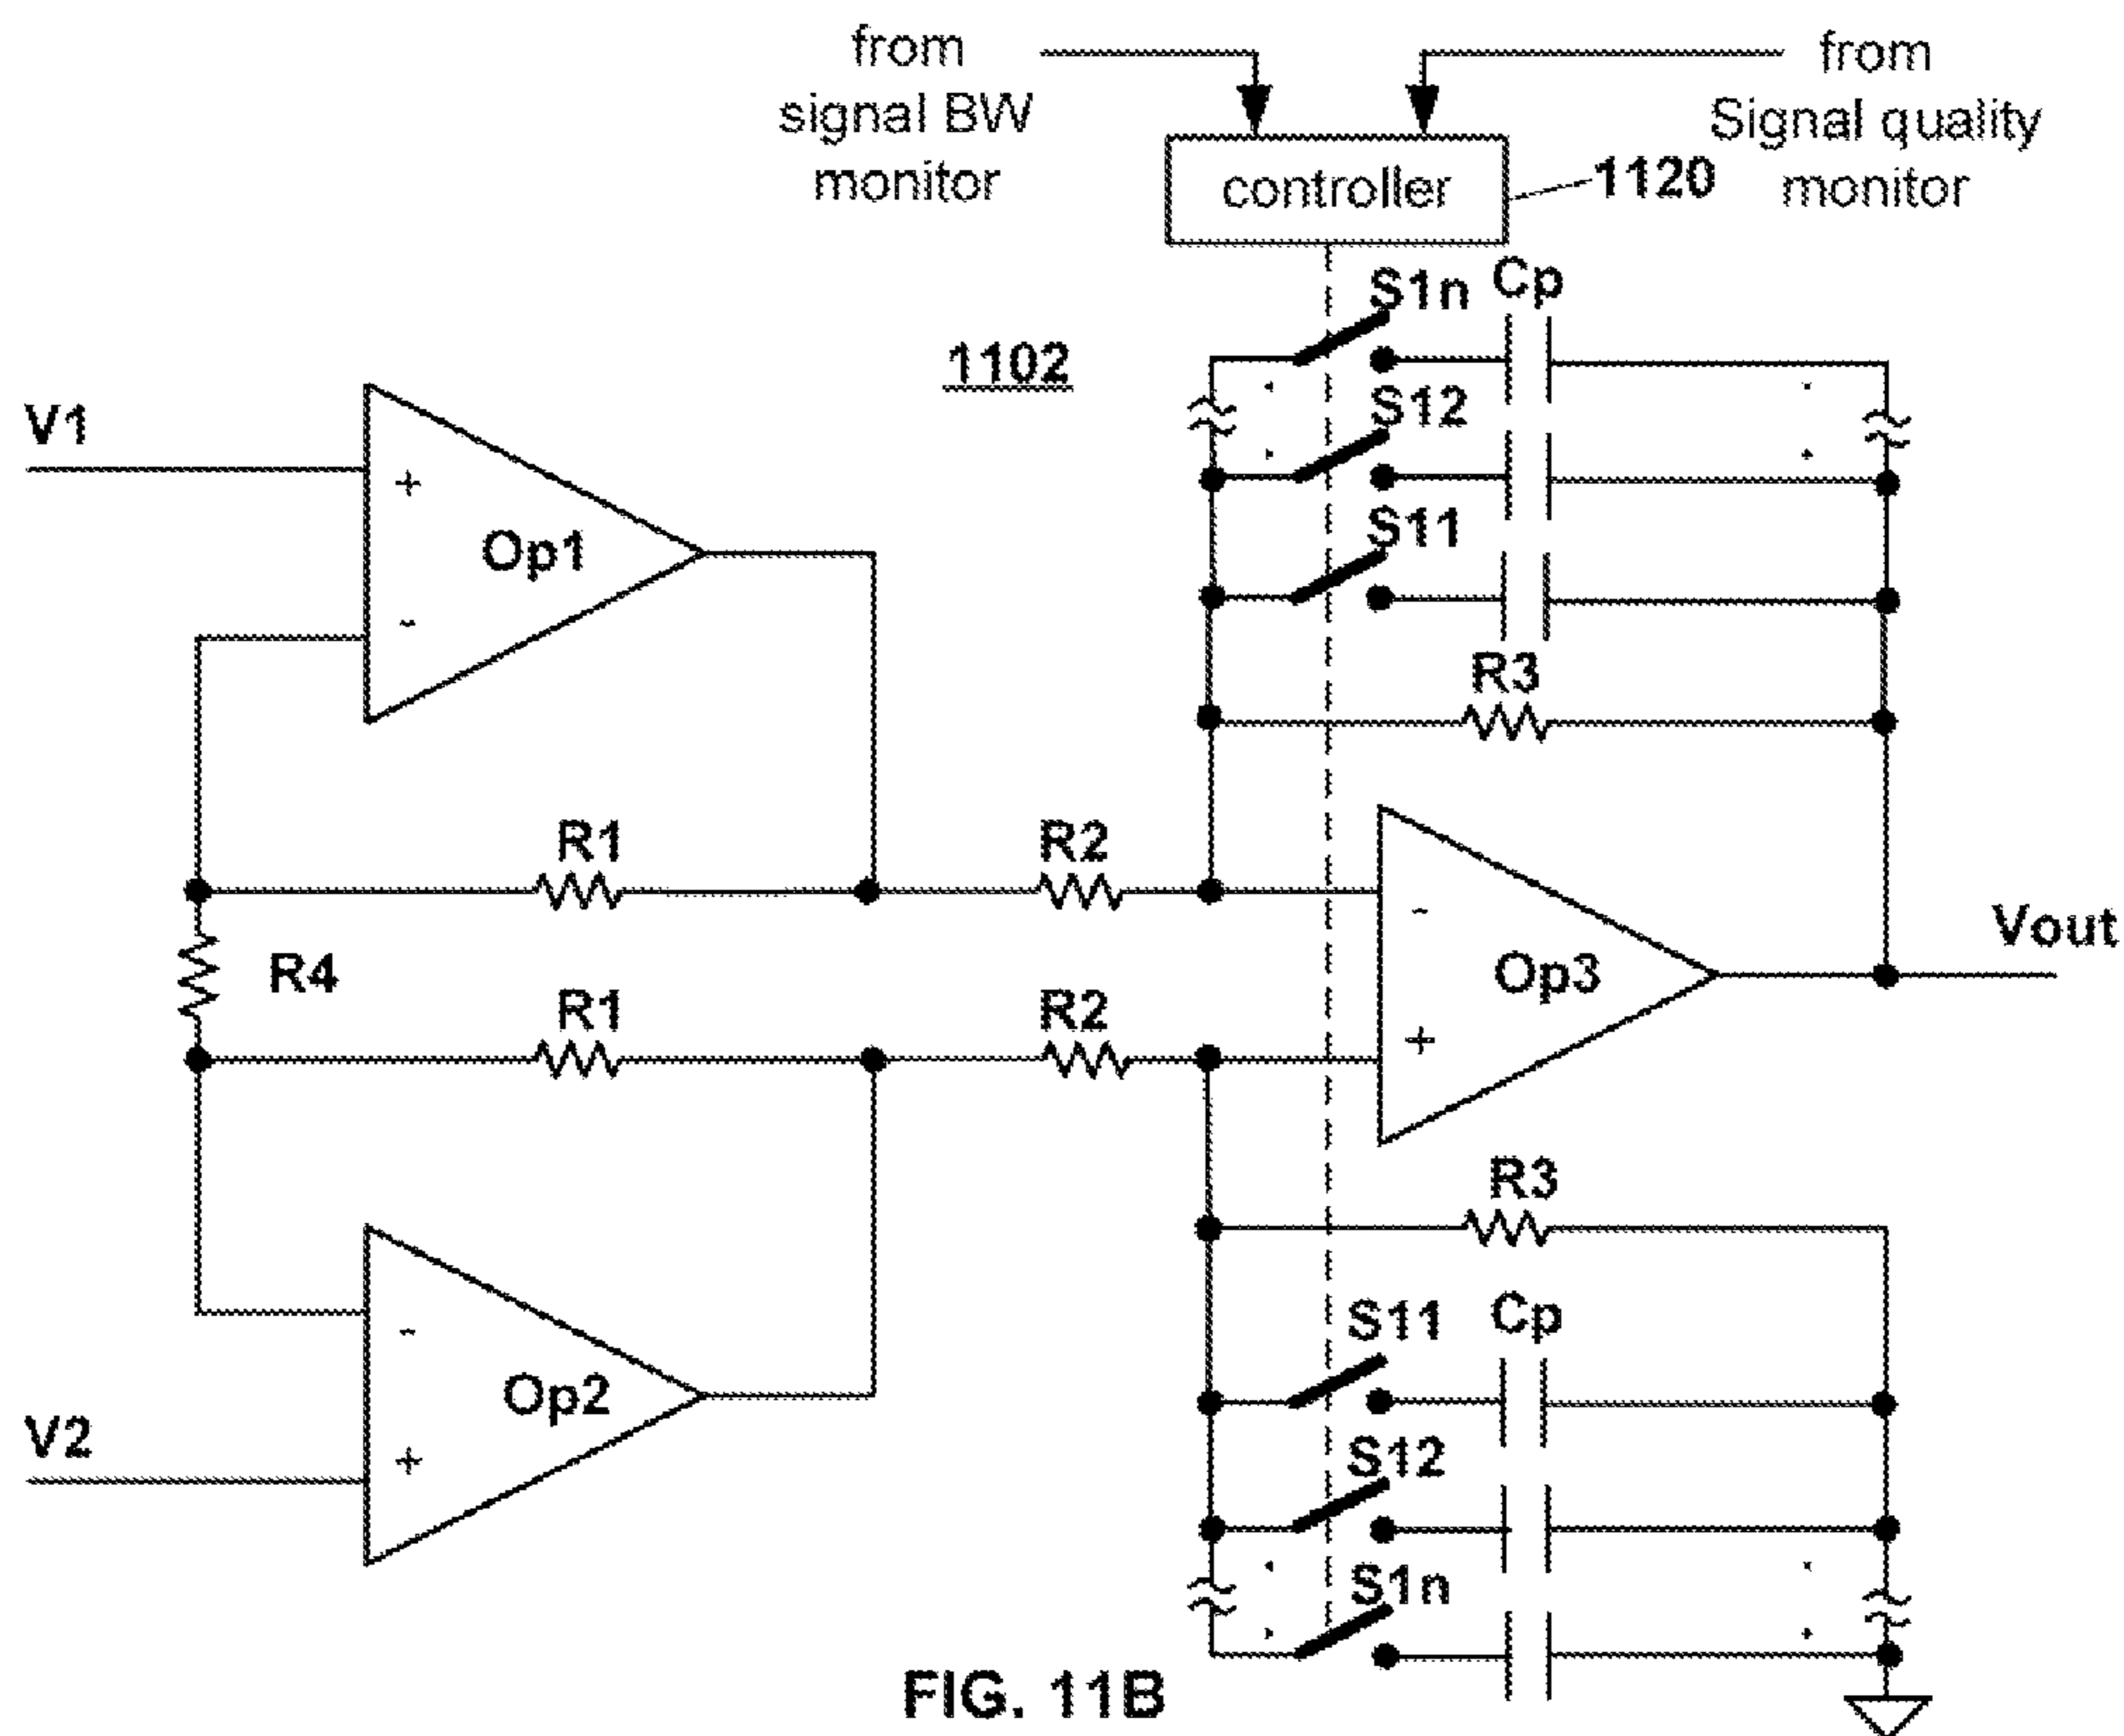 from
signal BW
monitor
from
Signal quality
monitor
controller
1120
S1n
Cp
1102
S12
S11
V1
+
Op1
-
R3
R1
R2
-
Op3
+
Vout
R4
R1
R2
R3
S11
Cp
-
Op2
+
V2
S12
S1n
FIG. 11B